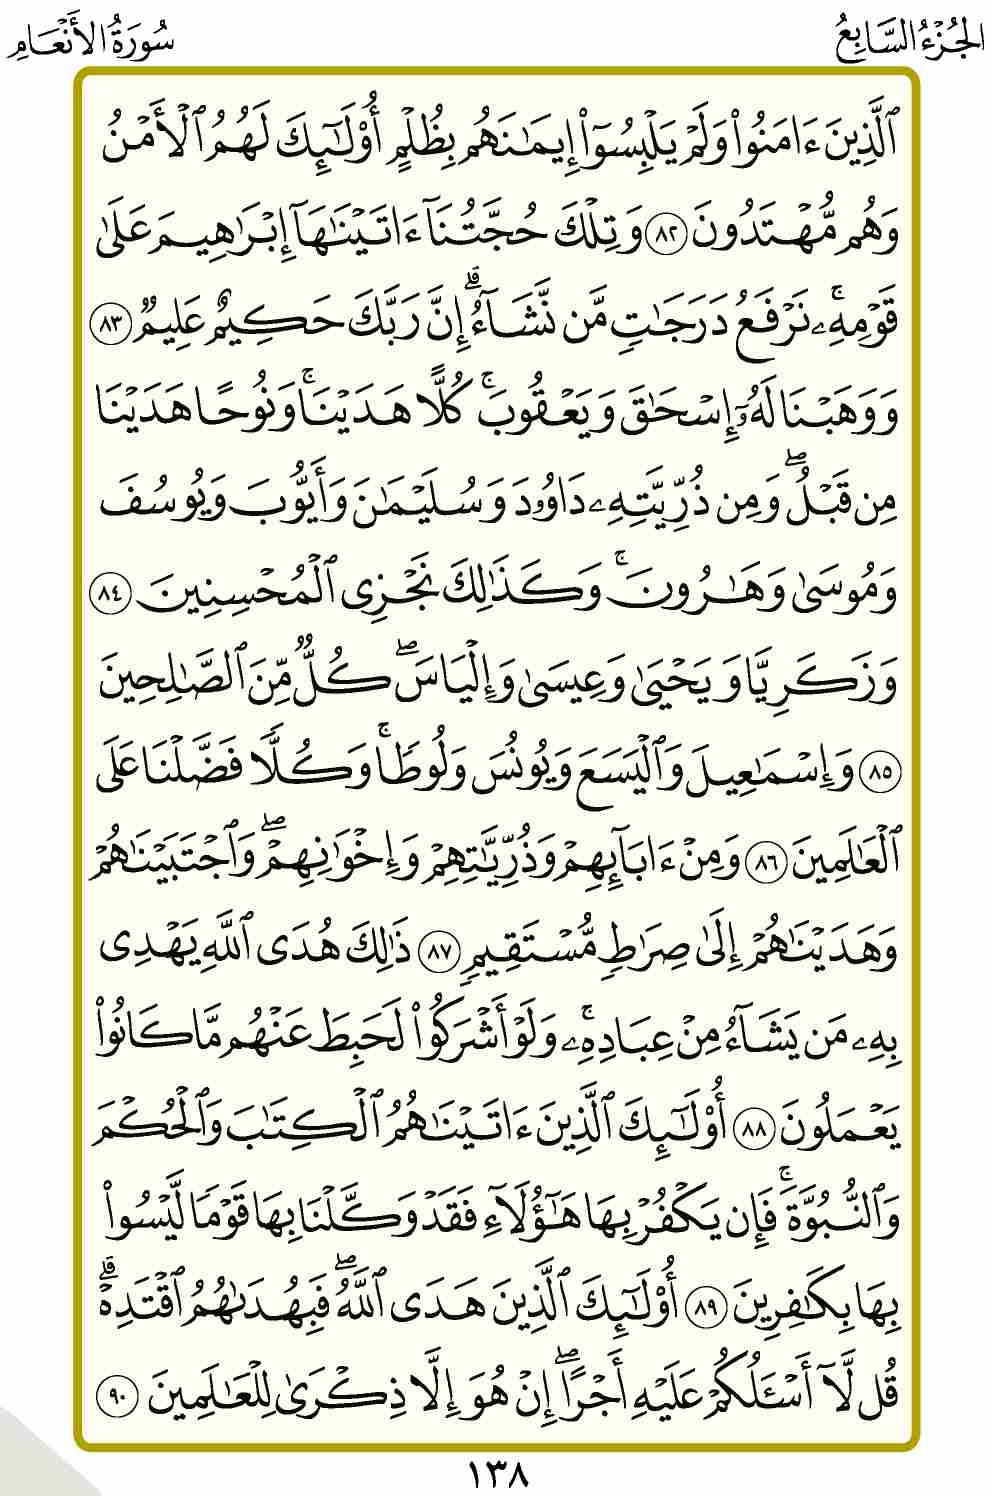 الجُزْءُ السَّابِعُ
سُورَةُ الأَنْعَامِ
ٱلَّذِينَ ءَامَنُوا۟ وَلَمْ يَلْبِسُوٓا۟ إِيمَـٰنَهُم بِظُلْمٍ أُو۟لَـٰٓئِكَ لَهُمُ ٱلْأَمْنُ
وَهُم مُّهْتَدُونَ ٨٢ وَتِلْكَ حُجَّتُنَآ ءَاتَيْنَـٰهَآ إِبْرَٰهِيمَ عَلَىٰ
قَوْمِهِۦ ۚ نَرْفَعُ دَرَجَـٰتٍ مَّن نَّشَآءُ ۗ إِنَّ رَبَّكَ حَكِيمٌ عَلِيمٌ ٨٣
وَوَهَبْنَا لَهُۥٓ إِسْحَـٰقَ وَيَعْقُوبَ ۚ كُلًّا هَدَيْنَا ۚ وَنُوحًا هَدَيْنَا
مِن قَبْلُ ۖ وَمِن ذُرِّيَّتِهِۦ دَاوُۥدَ وَسُلَيْمَـٰنَ وَأَيُّوبَ وَيُوسُفَ
وَمُوسَىٰ وَهَـٰرُونَ ۚ وَكَذَٰلِكَ نَجْزِى ٱلْمُحْسِنِينَ ٨٤
وَزَكَرِيَّا وَيَحْيَىٰ وَعِيسَىٰ وَإِلْيَاسَ ۖ كُلٌّ مِّنَ ٱلصَّـٰلِحِينَ
٨٥ وَإِسْمَـٰعِيلَ وَٱلْيَسَعَ وَيُونُسَ وَلُوطًا ۚ وَكُلًّا فَضَّلْنَا عَلَى
ٱلْعَـٰلَمِينَ ٨٦ وَمِنْ ءَابَآئِهِمْ وَذُرِّيَّـٰتِهِمْ وَإِخْوَٰنِهِمْ ۖ وَٱجْتَبَيْنَـٰهُمْ
وَهَدَيْنَـٰهُمْ إِلَىٰ صِرَٰطٍ مُّسْتَقِيمٍ ٨٧ ذَٰلِكَ هُدَى ٱللَّهِ يَهْدِى
بِهِۦ مَن يَشَآءُ مِنْ عِبَادِهِۦ ۚ وَلَوْ أَشْرَكُوا۟ لَحَبِطَ عَنْهُم مَّا كَانُوا۟
يَعْمَلُونَ ٨٨ أُو۟لَـٰٓئِكَ ٱلَّذِينَ ءَاتَيْنَـٰهُمُ ٱلْكِتَـٰبَ وَٱلْحُكْمَ
وَٱلنُّبُوَّةَ ۚ فَإِن يَكْفُرْ بِهَا هَـٰٓؤُلَآءِ فَقَدْ وَكَّلْنَا بِهَا قَوْمًا لَّيْسُوا۟
بِهَا بِكَـٰفِرِينَ ٨٩ أُو۟لَـٰٓئِكَ ٱلَّذِينَ هَدَى ٱللَّهُ ۖ فَبِهُدَىٰهُمُ ٱقْتَدِهْ ۗ
قُل لَّآ أَسْـَٔلُكُمْ عَلَيْهِ أَجْرًا ۖ إِنْ هُوَ إِلَّا ذِكْرَىٰ لِلْعَـٰلَمِينَ ٩٠
١٣٨